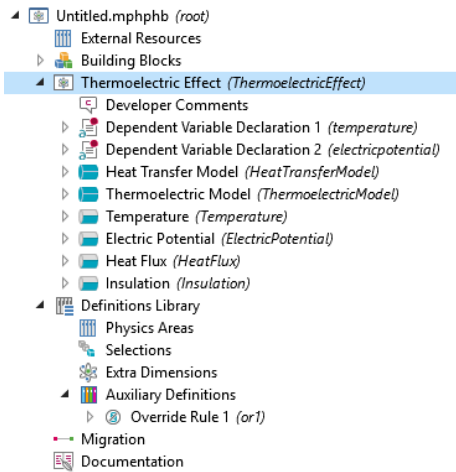 Untitled.mphphb (root)
External Resources
Building Blocks
Thermoelectric Effect (ThermoelectricEffect)
Developer Comments
Dependent Variable Declaration 1 (temperature)
Dependent Variable Declaration 2 (electricpotential)
Heat Transfer Model (HeatTransferModel)
Thermoelectric Model (ThermoelectricModel)
Temperature (Temperature)
Electric Potential (ElectricPotential)
Heat Flux (HeatFlux)
Insulation (Insulation)
Definitions Library
Physics Areas
Selections
Extra Dimensions
Auxiliary Definitions
Override Rule 1 (or1)
Migration
Documentation